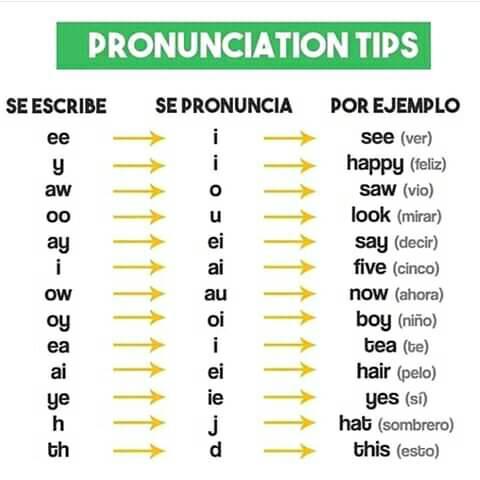 PRONUNCIATION TIPS
SE ESCRIBE SE PRONUNCIA POR EJEMPLO
ee i see (ver)
y i happy (feliz)
aw o saw (vio)
oo u look (mirar)
ay ei say (decir)
i ai five (cinco)
ow au now (ahora)
oy oi boy (niño)
ea i tea (te)
ai ei hair (pelo)
ye ie yes (sí)
h j hat (sombrero)
th d this (esto)